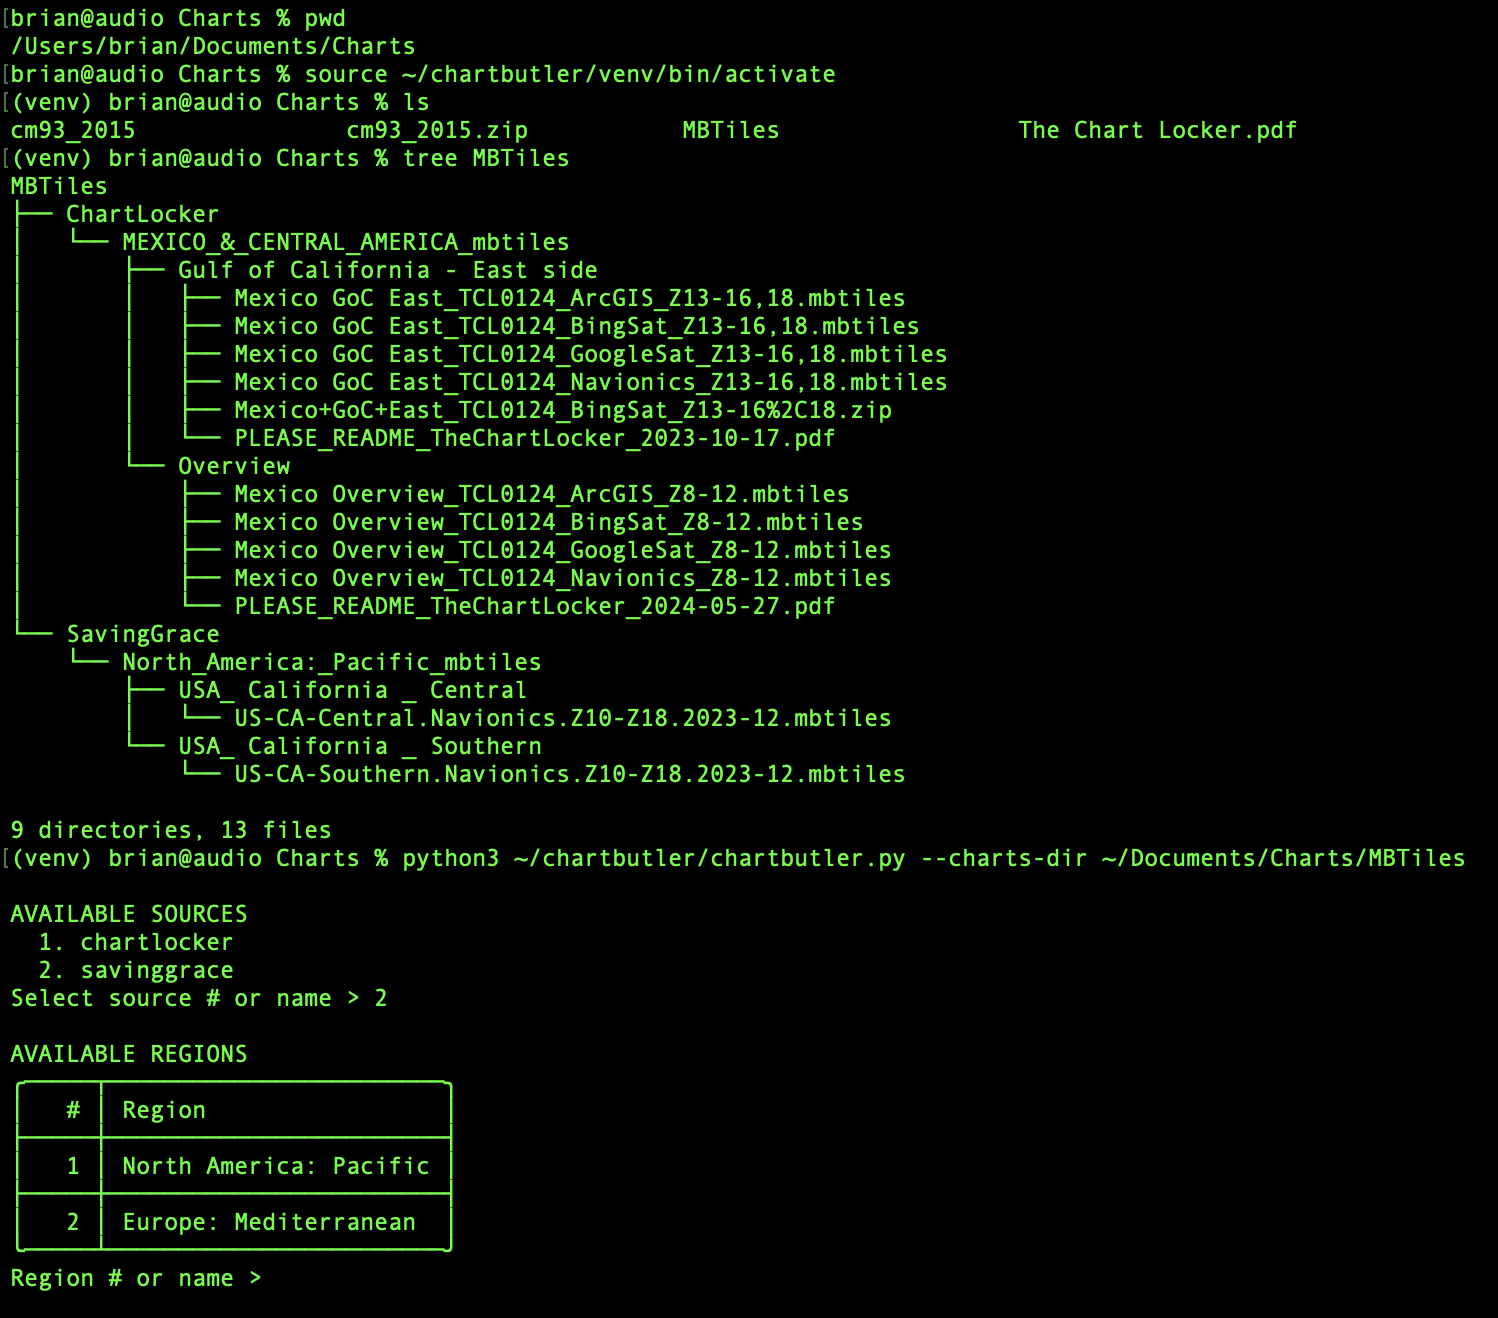 [brian@audio Charts % pwd
/Users/brian/Documents/Charts
[brian@audio Charts % source ~/chartbutler/venv/bin/activate
[(venv) brian@audio Charts % ls
cm93_2015               cm93_2015.zip           MBTiles                 The Chart Locker.pdf
[(venv) brian@audio Charts % tree MBTiles
MBTiles
├── ChartLocker
│   └── MEXICO_&_CENTRAL_AMERICA_mbtiles
│       ├── Gulf of California - East side
│       │   ├── Mexico GoC East_TCL0124_ArcGIS_Z13-16,18.mbtiles
│       │   ├── Mexico GoC East_TCL0124_BingSat_Z13-16,18.mbtiles
│       │   ├── Mexico GoC East_TCL0124_GoogleSat_Z13-16,18.mbtiles
│       │   ├── Mexico GoC East_TCL0124_Navionics_Z13-16,18.mbtiles
│       │   ├── Mexico+GoC+East_TCL0124_BingSat_Z13-16%2C18.zip
│       │   └── PLEASE_README_TheChartLocker_2023-10-17.pdf
│       └── Overview
│           ├── Mexico Overview_TCL0124_ArcGIS_Z8-12.mbtiles
│           ├── Mexico Overview_TCL0124_BingSat_Z8-12.mbtiles
│           ├── Mexico Overview_TCL0124_GoogleSat_Z8-12.mbtiles
│           ├── Mexico Overview_TCL0124_Navionics_Z8-12.mbtiles
│           └── PLEASE_README_TheChartLocker_2024-05-27.pdf
└── SavingGrace
    └── North_America:_Pacific_mbtiles
        ├── USA_ California _ Central
        │   └── US-CA-Central.Navionics.Z10-Z18.2023-12.mbtiles
        └── USA_ California _ Southern
            └── US-CA-Southern.Navionics.Z10-Z18.2023-12.mbtiles

9 directories, 13 files
[(venv) brian@audio Charts % python3 ~/chartbutler/chartbutler.py --charts-dir ~/Documents/Charts/MBTiles

AVAILABLE SOURCES
  1. chartlocker
  2. savinggrace
Select source # or name > 2

AVAILABLE REGIONS
# │ Region
1 │ North America: Pacific
2 │ Europe: Mediterranean
Region # or name >